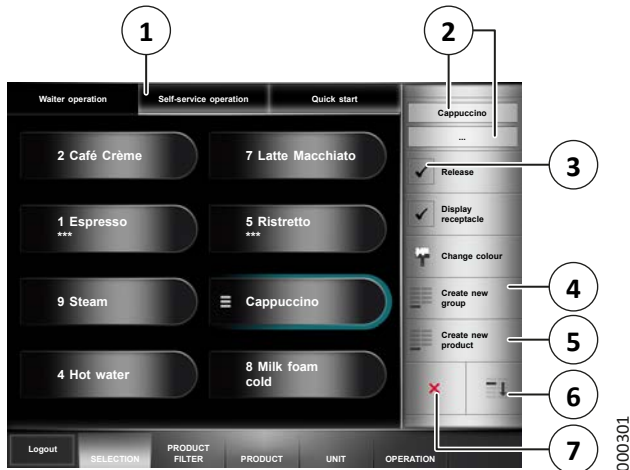 1
2
Waiter operation
Self-service operation
Quick start
Cappuccino
...
2 Café Crème
7 Latte Macchiato
3
Release
1 Espresso
***
5 Ristretto
***
Display
receptacle
Change colour
9 Steam
Cappuccino
4
Create new
group
5
Create new
product
4 Hot water
8 Milk foam
cold
6
7
Logout
SELECTION
PRODUCT
FILTER
PRODUCT
UNIT
OPERATION
000301